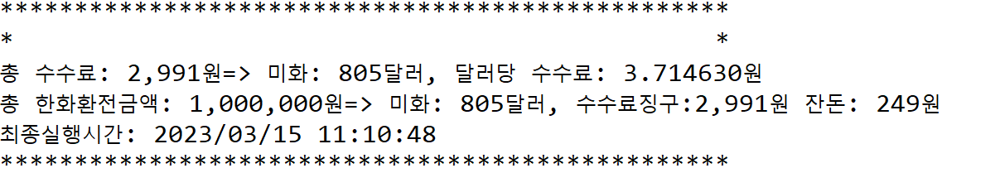 *************************************************
*                                               *
총 수수료: 2,991원=> 미화: 805달러, 달러당 수수료: 3.714630원
총 한화환전금액: 1,000,000원=> 미화: 805달러, 수수료징구:2,991원 잔돈: 249원
최종실행시간: 2023/03/15 11:10:48
*************************************************